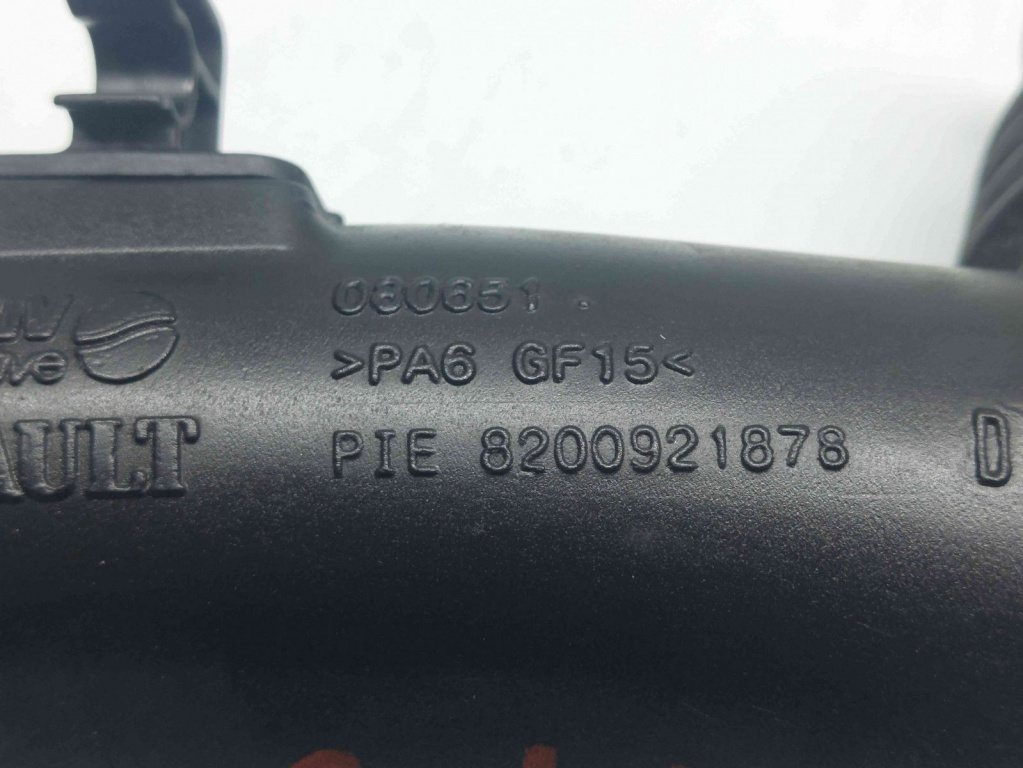 080651 .
>PA6 GF15<
AULT PIE 8200921878 D